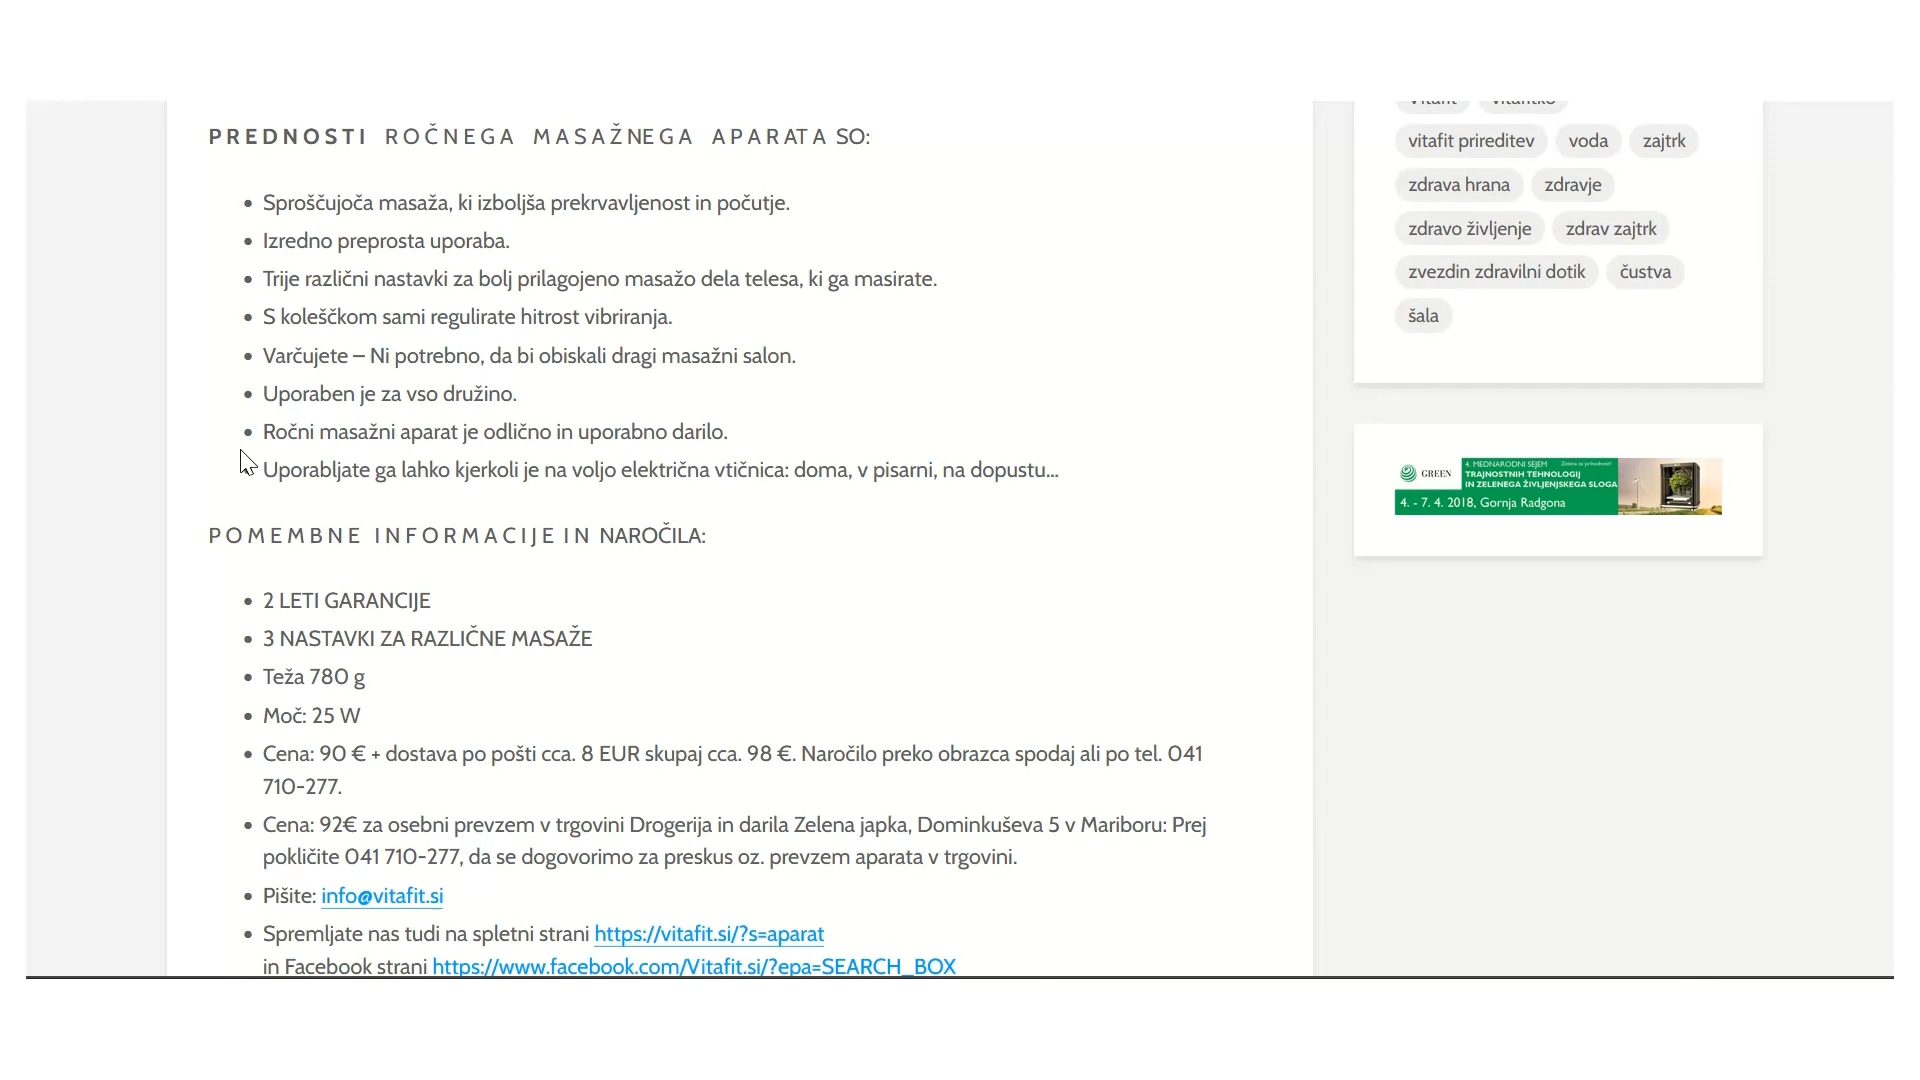 PREDNOSTI ROČNEGA MASAŽNEGA APARATA SO:
Sproščujoča masaža, ki izboljša prekrvavljenost in počutje.
Izredno preprosta uporaba.
Trije različni nastavki za bolj prilagojeno masažo dela telesa, ki ga masirate.
S koleščkom sami regulirate hitrost vibriranja.
Varčujete – Ni potrebno, da bi obiskali dragi masažni salon.
Uporaben je za vso družino.
Ročni masažni aparat je odlično in uporabno darilo.
Uporabljate ga lahko kjerkoli je na voljo električna vtičnica: doma, v pisarni, na dopustu...
POMEMBNE INFORMACIJE IN NAROČILA:
2 LETI GARANCIJE
3 NASTAVKI ZA RAZLIČNE MASAŽE
Teža 780 g
Moč: 25 W
Cena: 90 € + dostava po pošti cca. 8 EUR skupaj cca. 98 €. Naročilo preko obrazca spodaj ali po tel. 041
710-277.
Cena: 92€ za osebni prevzem v trgovini Drogerija in darila Zelena japka, Dominkuševa 5 v Mariboru: Prej
pokličite 041 710-277, da se dogovorimo za preskus oz. prevzem aparata v trgovini.
Pišite: info@vitafit.si
Spremljate nas tudi na spletni strani https://vitafit.si/?s=aparat
in Facebook strani https://www.facebook.com/Vitafit.si/?epa=SEARCH_BOX
vitafit prireditev voda zajtrk
zdrava hrana zdravje
zdravo življenje zdrav zajtrk
zvezdin zdravilni dotik čustva
šala
GREEN
4. MEDNARODNI SEJEM Zelena za prihodnost!
TRAJNOSTNIH TEHNOLOGIJ
IN ZELENEGA ŽIVLJENJSKEGA SLOGA
4. - 7. 4. 2018, Gornja Radgona